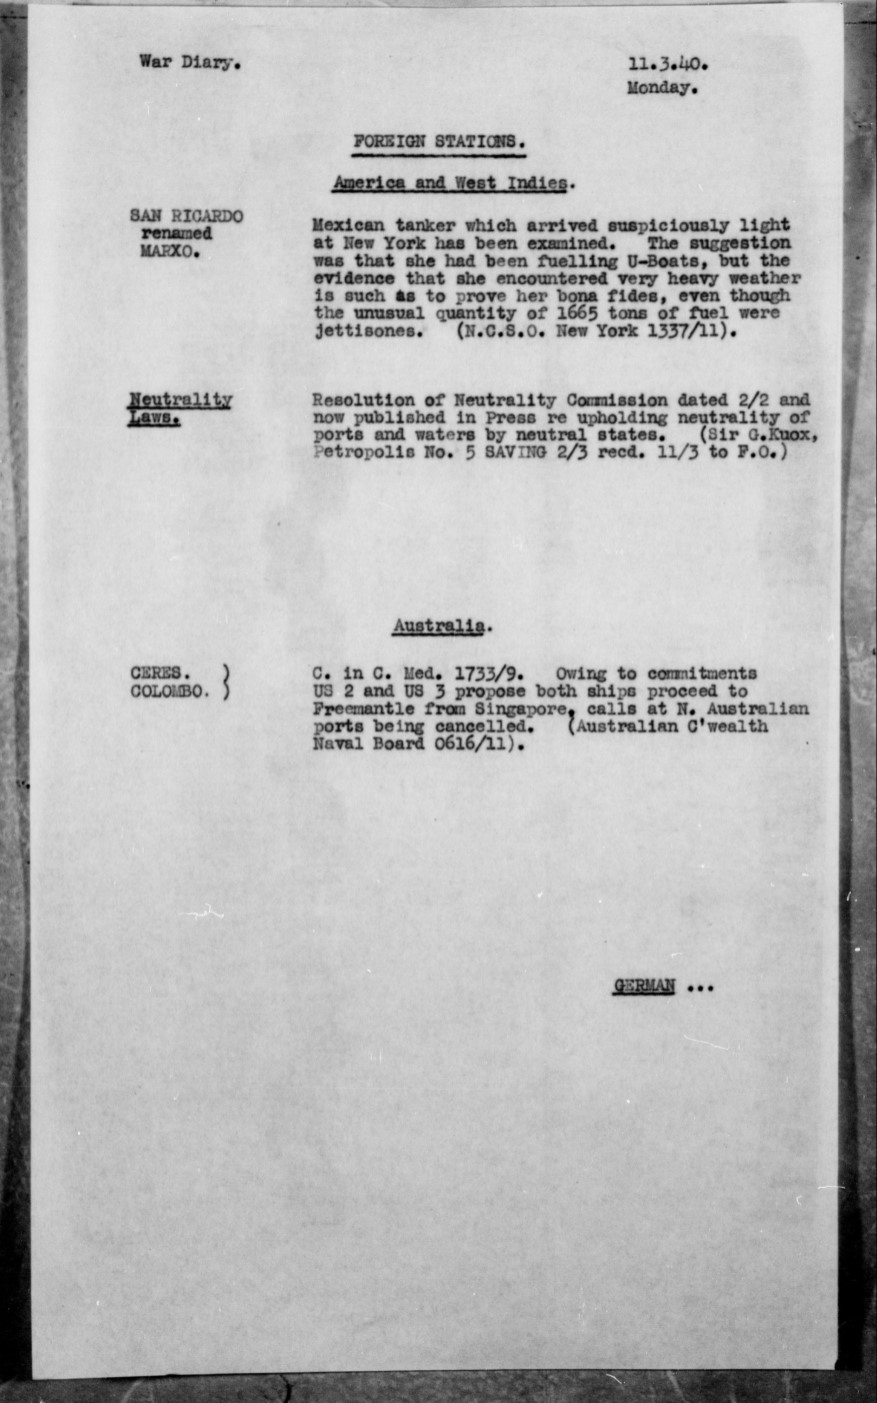 War Diary. 11.3.40.
Monday.
FOREIGN STATIONS.
America and West Indies.
SAN RICARDO
renamed
MARXO.
Mexican tanker which arrived suspiciously light
at New York has been examined. The suggestion
was that she had been fuelling U-Boats, but the
evidence that she encountered very heavy weather
is such as to prove her bona fides, even though
the unusual quantity of 1665 tons of fuel were
jettisones. (N.C.S.O. New York 1337/11).
Neutrality
Laws.
Resolution of Neutrality Commission dated 2/2 and
now published in Press re upholding neutrality of
ports and waters by neutral states. (Sir G.Knox,
Petropolis No. 5 SAVING 2/3 recd. 11/3 to F.O.)
Australia.
CERES. )
COLOMBO. )
C. in C. Med. 1733/9. Owing to commitments
US 2 and US 3 propose both ships proceed to
Freemantle from Singapore, calls at N. Australian
ports being cancelled. (Australian C'wealth
Naval Board 0616/11).
GERMAN ...